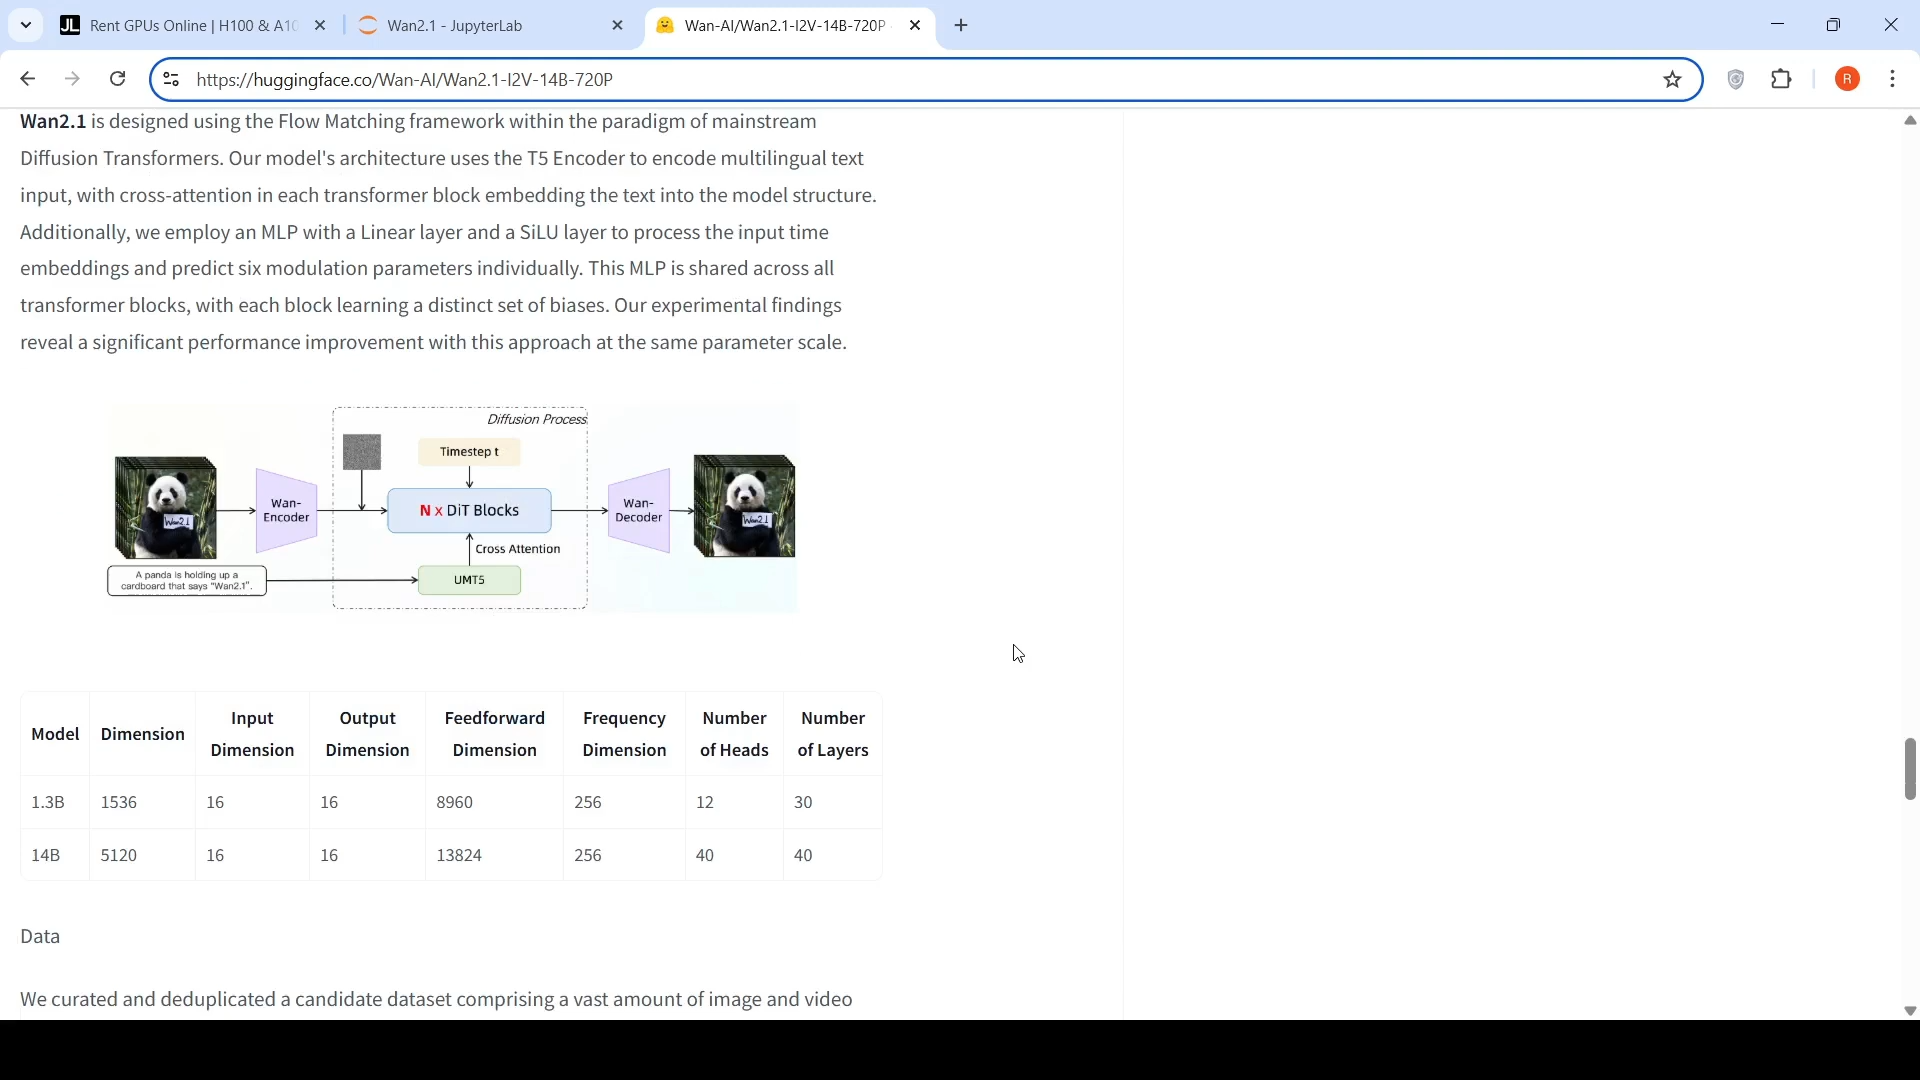 Rent GPUs Online | H100 & A10
Wan2.1 - JupyterLab
Wan-AI/Wan2.1-I2V-14B-720P
https://huggingface.co/Wan-AI/Wan2.1-I2V-14B-720P
R
Wan2.1 is designed using the Flow Matching framework within the paradigm of mainstream
Diffusion Transformers. Our model's architecture uses the T5 Encoder to encode multilingual text
input, with cross-attention in each transformer block embedding the text into the model structure.
Additionally, we employ an MLP with a Linear layer and a SiLU layer to process the input time
embeddings and predict six modulation parameters individually. This MLP is shared across all
transformer blocks, with each block learning a distinct set of biases. Our experimental findings
reveal a significant performance improvement with this approach at the same parameter scale.
Diffusion Process
Timestep t
Wan-
Encoder
N x DiT Blocks
Wan-
Decoder
Wan2.1
Wan2.1
Cross Attention
A panda is holding up a
cardboard that says "Wan2.1".
UMT5
Model Dimension Input Dimension Output Dimension Feedforward Dimension Frequency Dimension Number of Heads Number of Layers
1.3B 1536 16 16 8960 256 12 30
14B 5120 16 16 13824 256 40 40
Data
We curated and deduplicated a candidate dataset comprising a vast amount of image and video